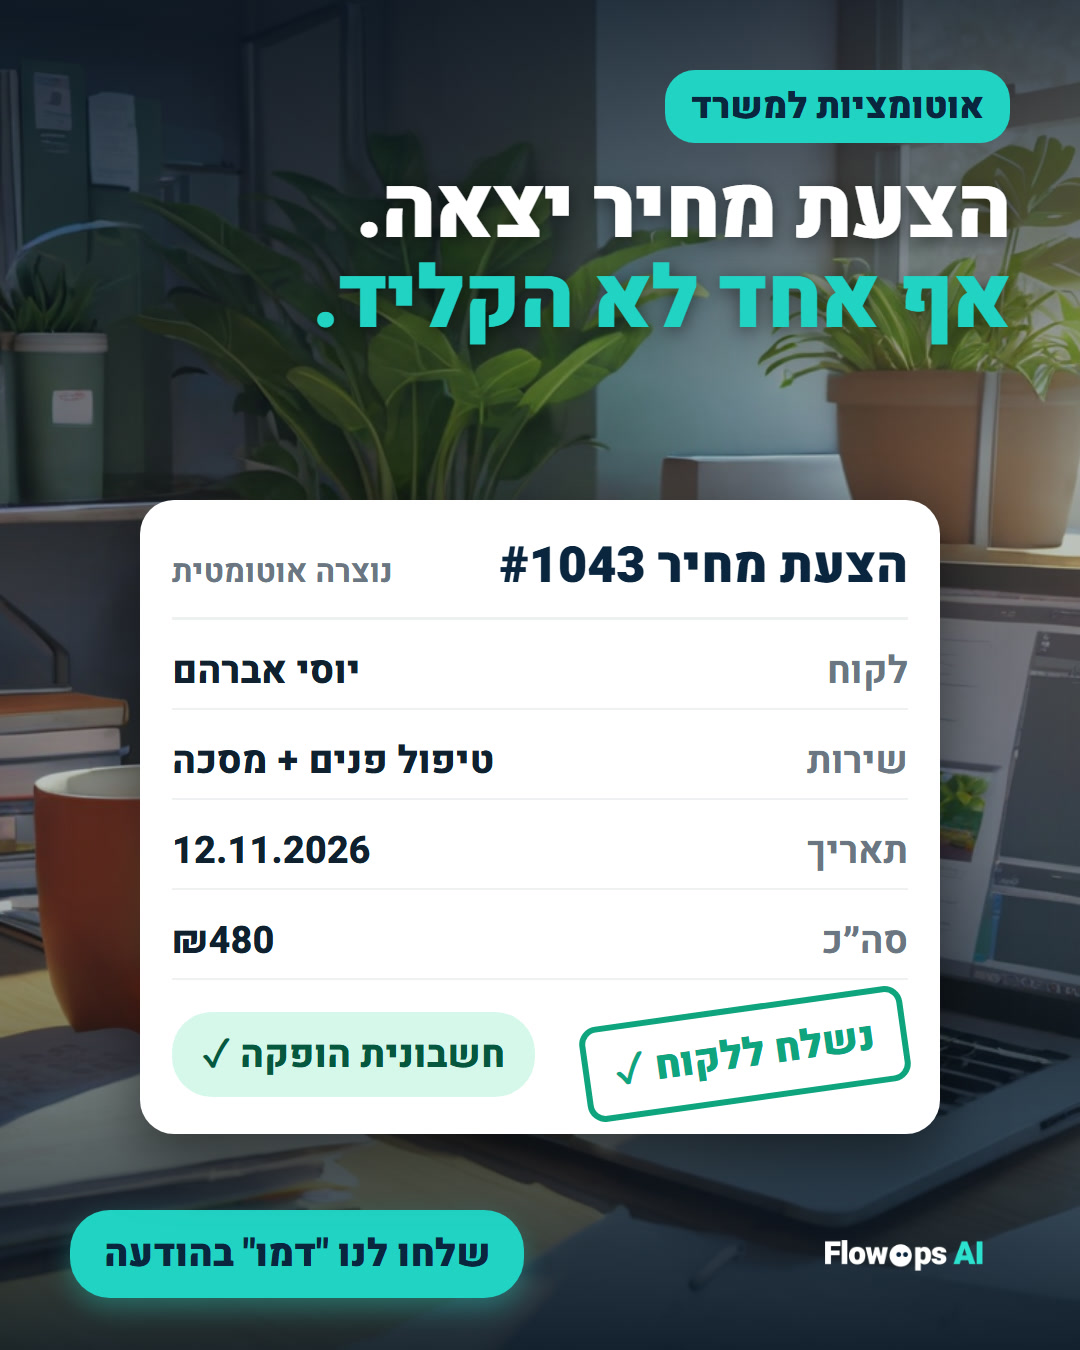 אוטומציות למשרד
הצעת מחיר יצאה.
אף אחד לא הקליד.
הצעת מחיר #1043
נוצרה אוטומטית
לקוח
יוסי אברהם
שירות
טיפול פנים + מסכה
תאריך
12.11.2026
סה״כ
₪480
נשלח ללקוח ✓
חשבונית הופקה ✓
שלחו לנו "דמו" בהודעה
FlowOps AI